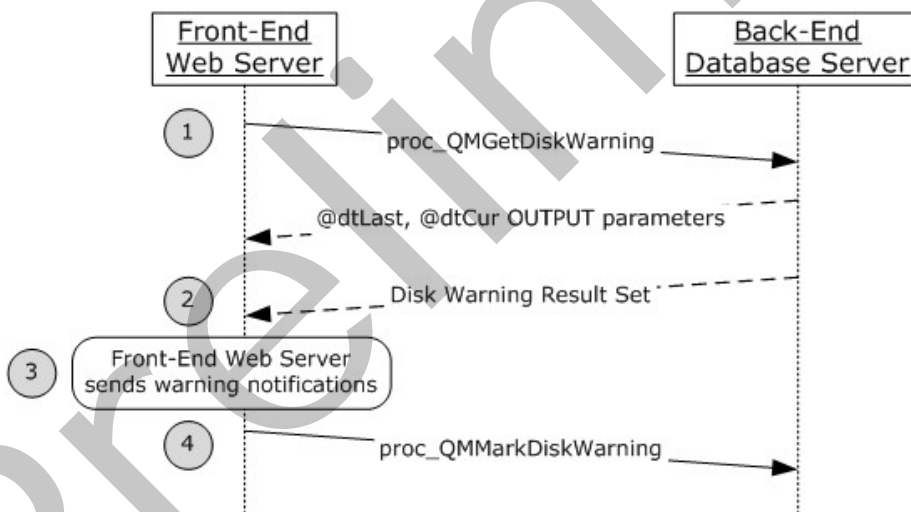 Front-End
Web Server
Back-End
Database Server
1
proc_QMGetDiskWarning
@dtLast, @dtCur OUTPUT parameters
2
Disk Warning Result Set
3
Front-End Web Server
sends warning notifications
4
proc_QMMarkDiskWarning